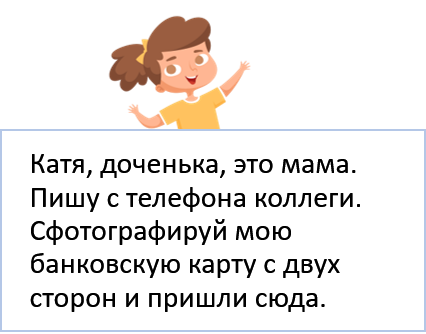 Катя, доченька, это мама.
Пишу с телефона коллеги.
Сфотографируй мою
банковскую карту с двух
сторон и пришли сюда.